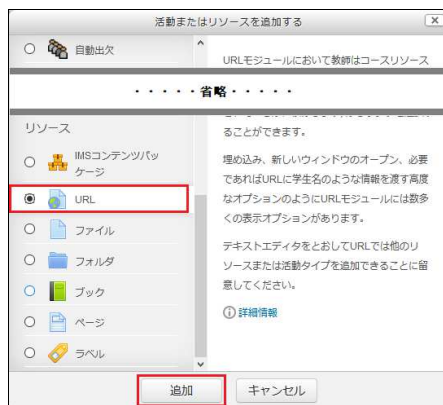 活動またはリソースを追加する
自動出欠
URLモジュールにおいて教師はコースリソース
・・・・・省略・・・・・
リソース
IMSコンテンツパッ
ケージ
URL
ファイル
フォルダ
ブック
ページ
ラベル
ることができます。
埋め込み、新しいウィンドウのオープン、必要
であればURLに学生名のような情報を渡す高度
なオプションのようにURLモジュールには数多
くの表示オプションがあります。
テキストエディタをとおしてURLでは他のリ
ソースまたは活動タイプを追加できることに留
意してください。
詳細情報
追加
キャンセル